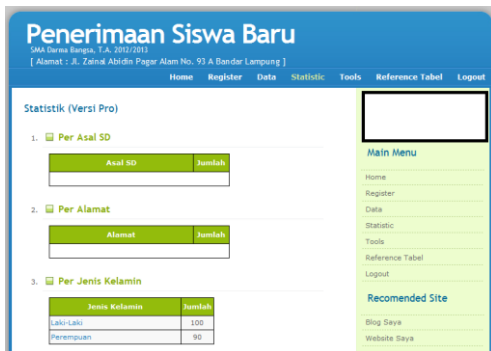 Penerimaan Siswa Baru
SMA Darma Bangsa, T.A. 2012/2013
[ Alamat : Jl. Zainal Abidin Pagar Alam No. 93 A Bandar Lampung ]
Home Register Data Statistic Tools Reference Tabel Logout
Statistik (Versi Pro)
1. Per Asal SD
Asal SD Jumlah
2. Per Alamat
Alamat Jumlah
3. Per Jenis Kelamin
Jenis Kelamin Jumlah
Laki-Laki 100
Perempuan 90
Main Menu
Home
Register
Data
Statistic
Tools
Reference Tabel
Logout
Recomended Site
Blog Saya
Website Saya